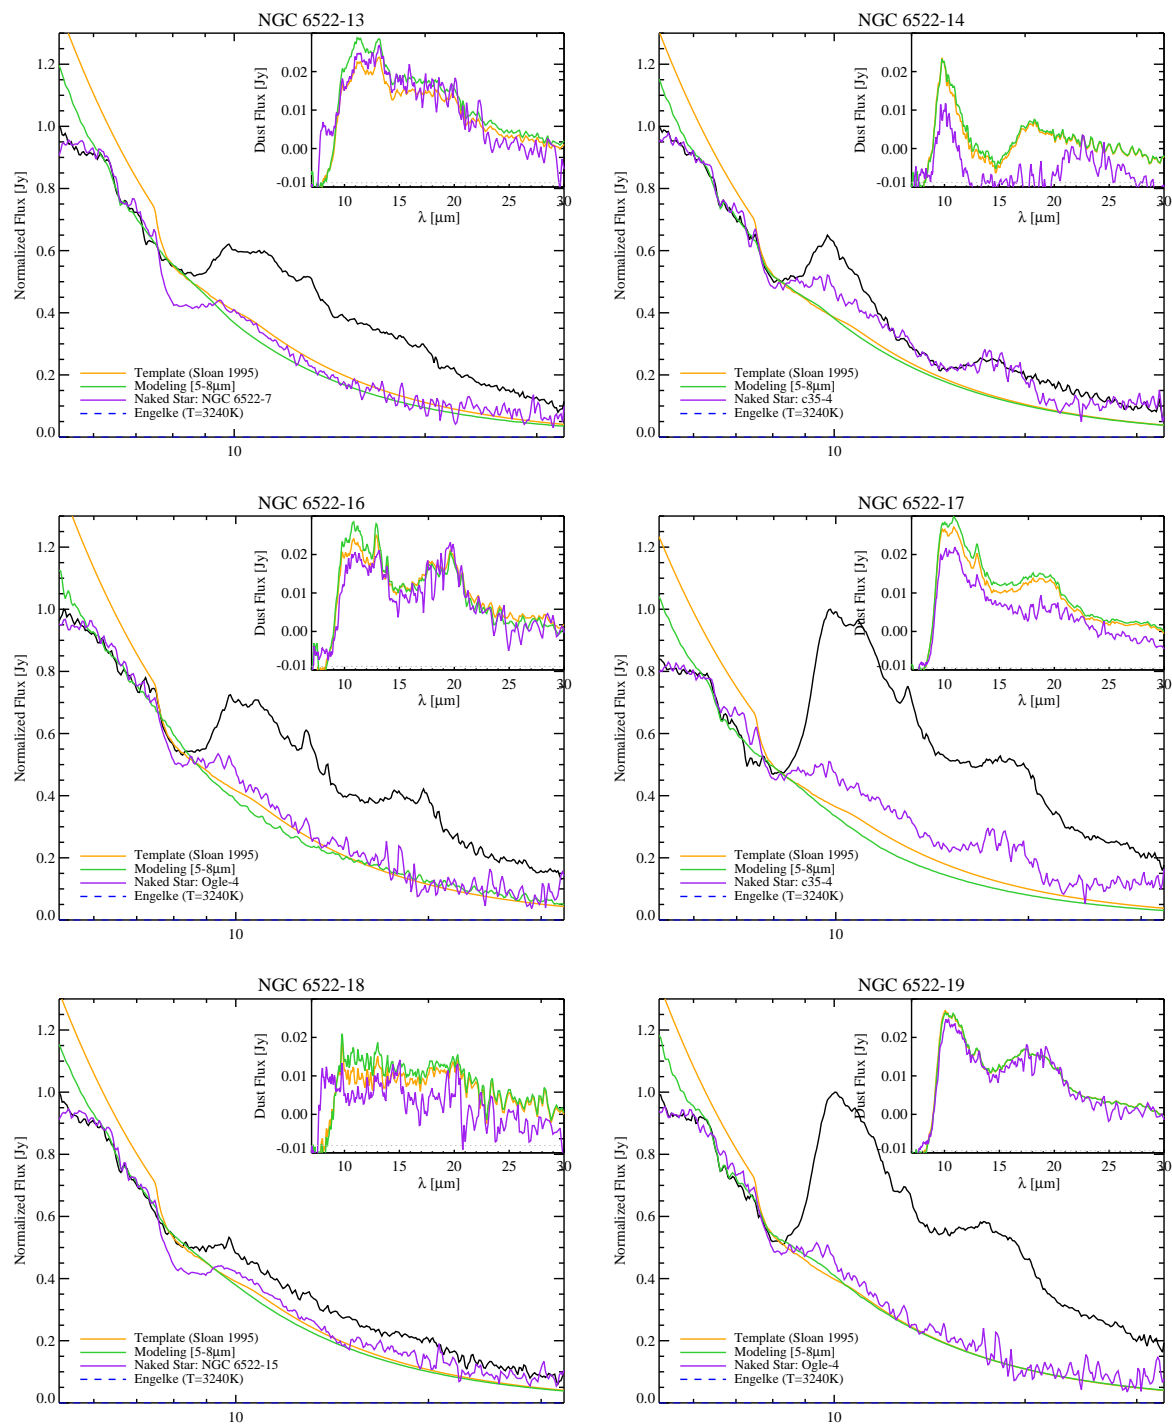 NGC 6522-13
NGC 6522-14
Normalized Flux [Jy]
1.2
1.0
0.8
0.6
0.4
0.2
0.0
10
Dust Flux [Jy]
0.02
0.01
0.00
-0.01
10 15 20 25 30
λ [μm]
Template (Sloan 1995)
Modeling [5-8μm]
Naked Star: NGC 6522-7
Engelke (T=3240K)
Normalized Flux [Jy]
1.2
1.0
0.8
0.6
0.4
0.2
0.0
10
Dust Flux [Jy]
0.02
0.01
0.00
-0.01
10 15 20 25 30
λ [μm]
Template (Sloan 1995)
Modeling [5-8μm]
Naked Star: c35-4
Engelke (T=3240K)
NGC 6522-16
NGC 6522-17
Normalized Flux [Jy]
1.2
1.0
0.8
0.6
0.4
0.2
0.0
10
Dust Flux [Jy]
0.02
0.01
0.00
-0.01
10 15 20 25 30
λ [μm]
Template (Sloan 1995)
Modeling [5-8μm]
Naked Star: Ogle-4
Engelke (T=3240K)
Normalized Flux [Jy]
1.2
1.0
0.8
0.6
0.4
0.2
0.0
10
Dust Flux [Jy]
0.02
0.01
0.00
-0.01
10 15 20 25 30
λ [μm]
Template (Sloan 1995)
Modeling [5-8μm]
Naked Star: c35-4
Engelke (T=3240K)
NGC 6522-18
NGC 6522-19
Normalized Flux [Jy]
1.2
1.0
0.8
0.6
0.4
0.2
0.0
10
Dust Flux [Jy]
0.02
0.01
0.00
-0.01
10 15 20 25 30
λ [μm]
Template (Sloan 1995)
Modeling [5-8μm]
Naked Star: NGC 6522-15
Engelke (T=3240K)
Normalized Flux [Jy]
1.2
1.0
0.8
0.6
0.4
0.2
0.0
10
Dust Flux [Jy]
0.02
0.01
0.00
-0.01
10 15 20 25 30
λ [μm]
Template (Sloan 1995)
Modeling [5-8μm]
Naked Star: Ogle-4
Engelke (T=3240K)